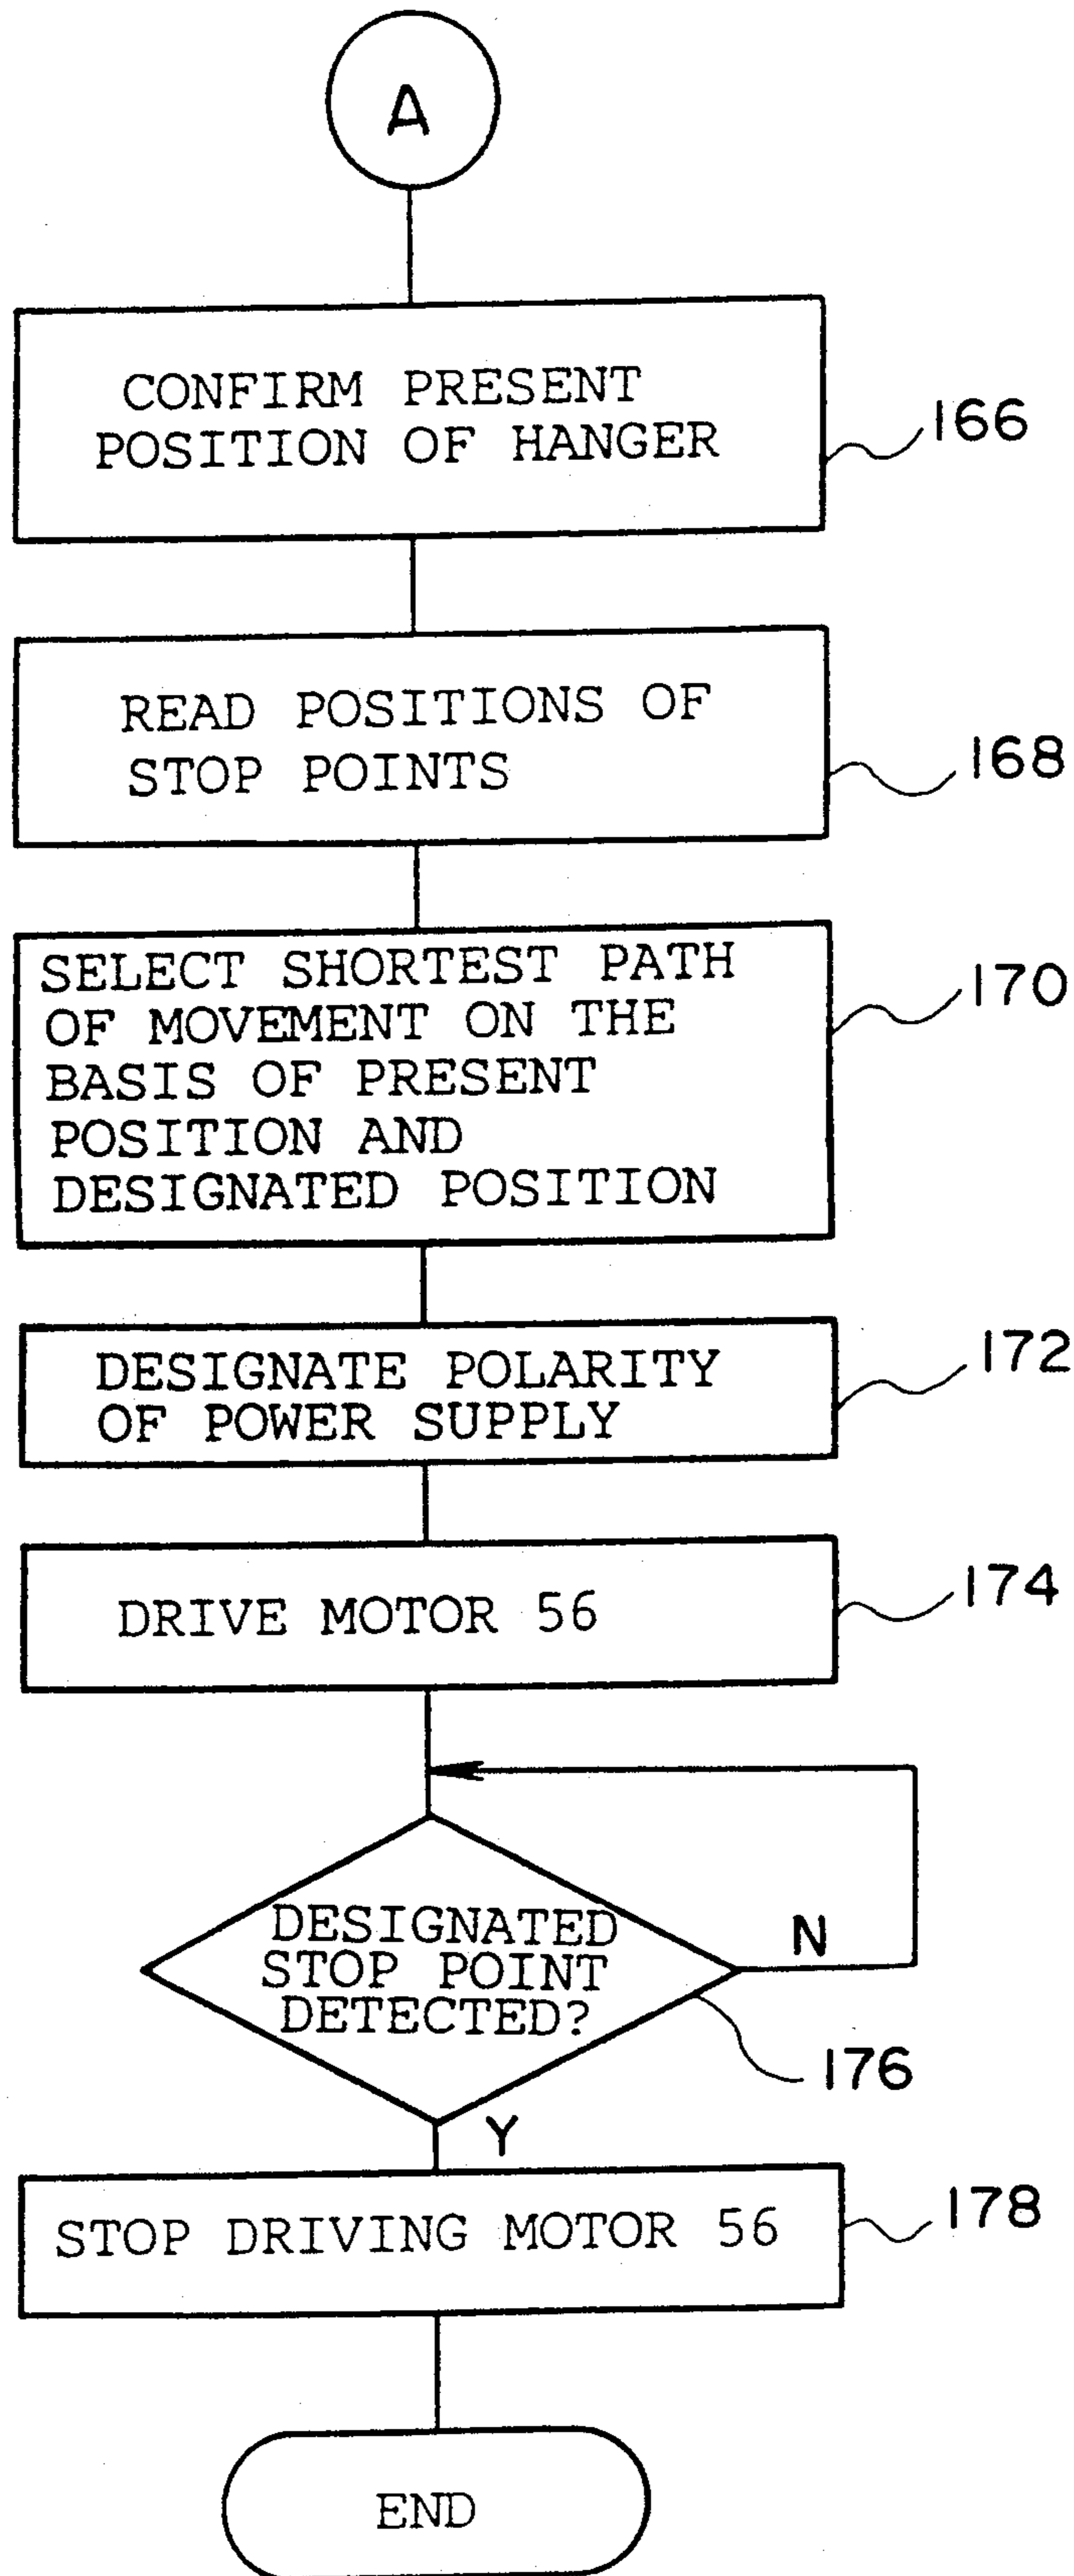 A
CONFIRM PRESENT
POSITION OF HANGER
166
READ POSITIONS OF
STOP POINTS
168
SELECT SHORTEST PATH
OF MOVEMENT ON THE
BASIS OF PRESENT
POSITION AND
DESIGNATED POSITION
170
DESIGNATE POLARITY
OF POWER SUPPLY
172
DRIVE MOTOR 56
174
DESIGNATED
STOP POINT
DETECTED?
N
176
Y
STOP DRIVING MOTOR 56
178
END